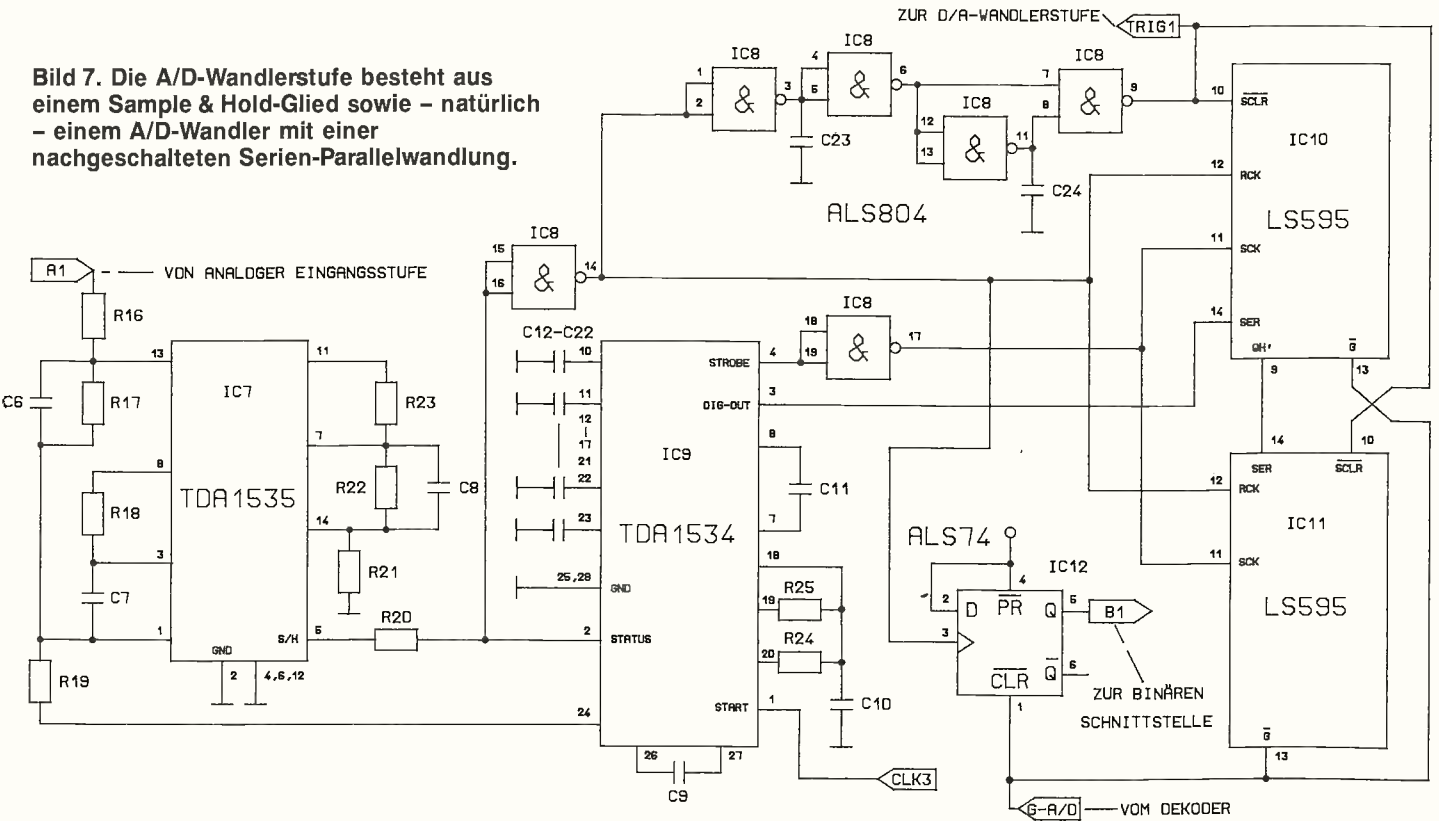 ZUR D/A-WANDLERSTUFE
TRIG1
Bild 7. Die A/D-Wandlerstufe besteht aus
einem Sample & Hold-Glied sowie – natürlich
– einem A/D-Wandler mit einer
nachgeschalteten Serien-Parallelwandlung.
IC8
1
2
&
3
C23
IC8
4
5
&
6
IC8
12
13
&
11
C24
IC8
7
8
&
9
ALS804
IC8
15
16
&
14
IC8
18
19
&
17
A1
VON ANALOGER EINGANGSSTUFE
R16
C6
R17
R18
C7
R19
13
8
3
1
IC7
TDA1535
11
7
14
S/H
5
GND
2
4,6,12
R23
R22
C8
R21
R20
C12-C22
10
11
12
17
21
22
23
25,28
GND
2
STATUS
24
IC9
TDA1534
STROBE
4
DIG-OUT
3
8
C11
7
18
19
R25
20
R24
C10
START
1
26
27
C9
CLK3
10
SCLR
IC10
12
RCK
LS595
11
SCK
14
SER
QH'
G
9
13
14
10
SER
SCLR
12
RCK
IC11
11
SCK
LS595
G
13
ALS74
IC12
4
2
D
PR
Q
5
B1
3
CLR
Q
6
1
ZUR BINÄREN
SCHNITTSTELLE
G-A/D
VOM DEKODER